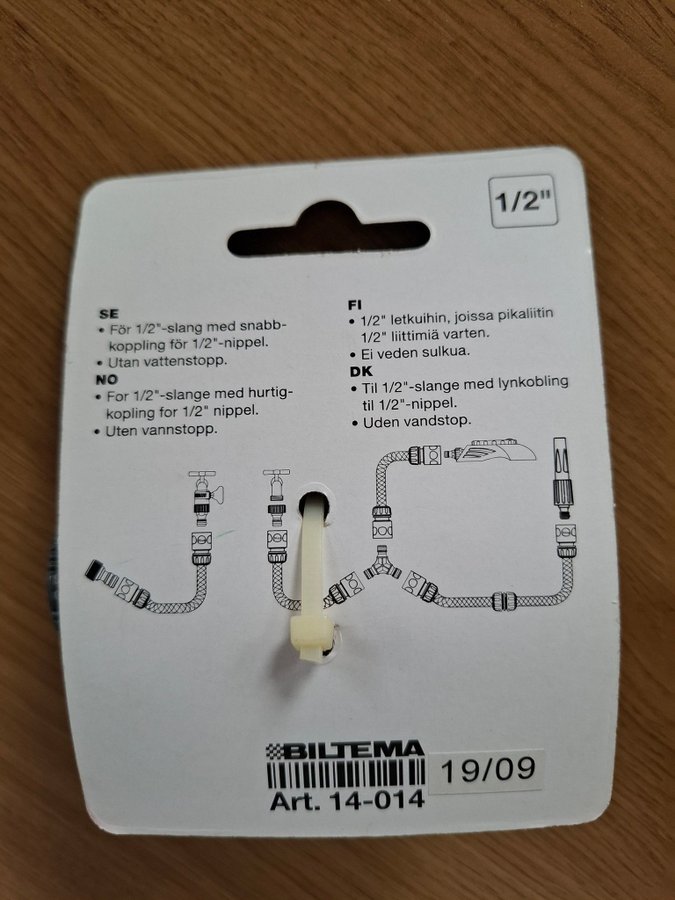 1/2"
SE
• För 1/2"-slang med snabb-
koppling för 1/2"-nippel.
• Utan vattenstopp.
NO
• For 1/2"-slange med hurtig-
kopling for 1/2" nippel.
• Uten vannstopp.
FI
• 1/2" letkuihin, joissa pikaliitin
1/2" liittimiä varten.
• Ei veden sulkua.
DK
• Til 1/2"-slange med lynkobling
til 1/2"-nippel.
• Uden vandstop.
BILTEMA
Art. 14-014
19/09